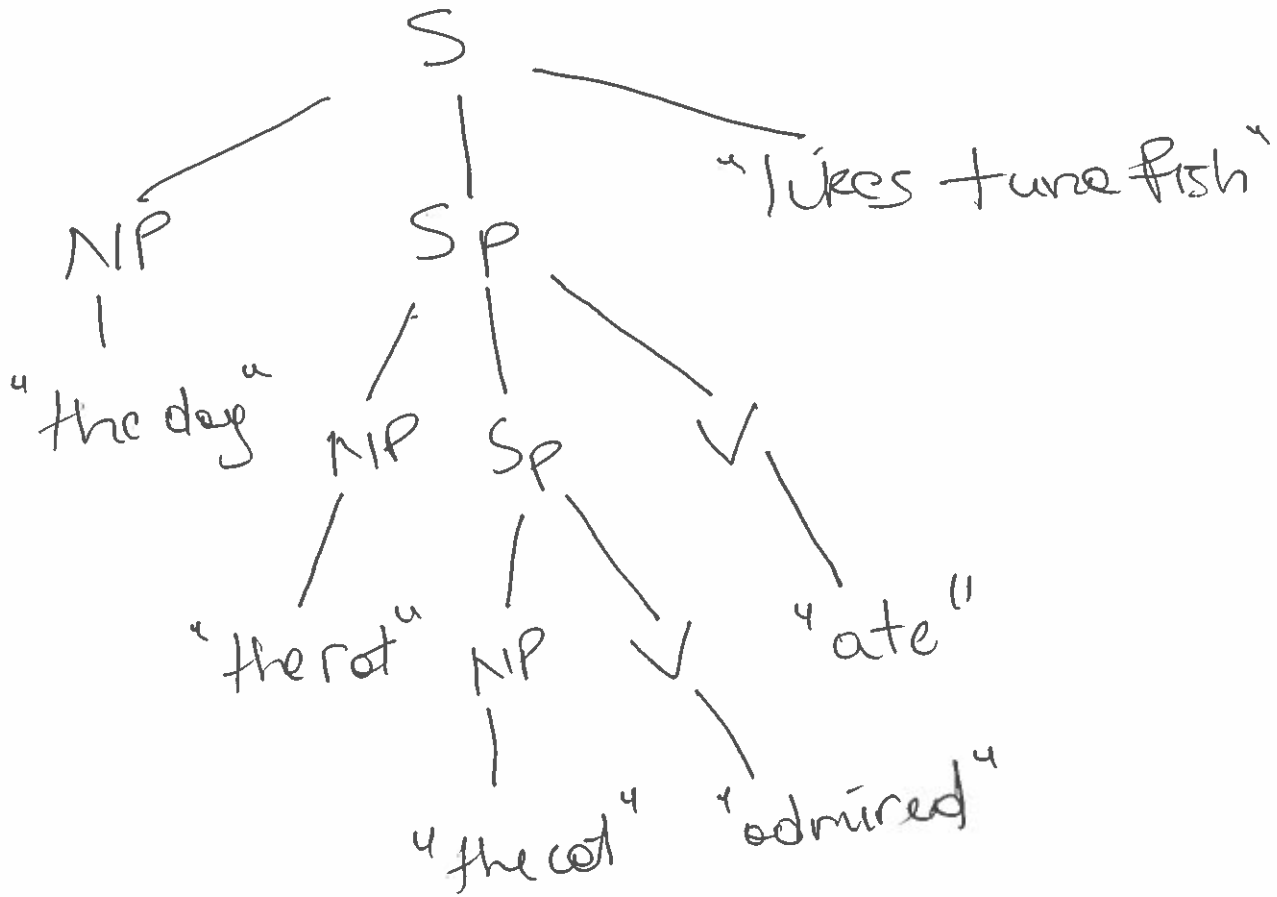 S
NP Sp "likes tuna fish"
"the dog" NP Sp V
"the rat" NP V "ate"
"the cat" "admired"